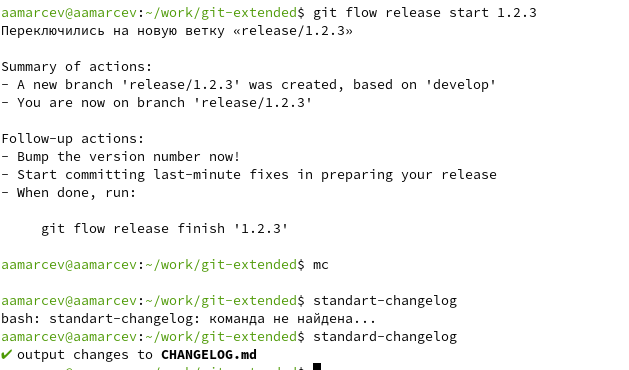 aamarcev@aamarcev:~/work/git-extended$ git flow release start 1.2.3
Переключились на новую ветку «release/1.2.3»
Summary of actions:
- A new branch 'release/1.2.3' was created, based on 'develop'
- You are now on branch 'release/1.2.3'
Follow-up actions:
- Bump the version number now!
- Start committing last-minute fixes in preparing your release
- When done, run:
git flow release finish '1.2.3'
aamarcev@aamarcev:~/work/git-extended$ mc
aamarcev@aamarcev:~/work/git-extended$ standart-changelog
bash: standart-changelog: команда не найдена...
aamarcev@aamarcev:~/work/git-extended$ standard-changelog
✔ output changes to CHANGELOG.md